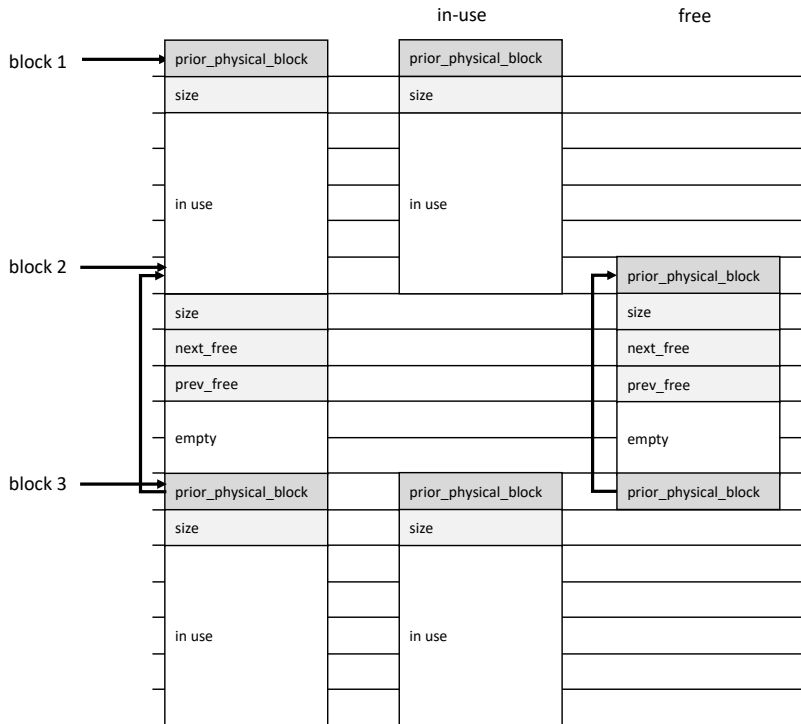 in-use
free
block 1
prior_physical_block
prior_physical_block
size
size
in use
in use
block 2
prior_physical_block
size
size
next_free
next_free
prev_free
prev_free
empty
empty
block 3
prior_physical_block
prior_physical_block
prior_physical_block
size
size
in use
in use